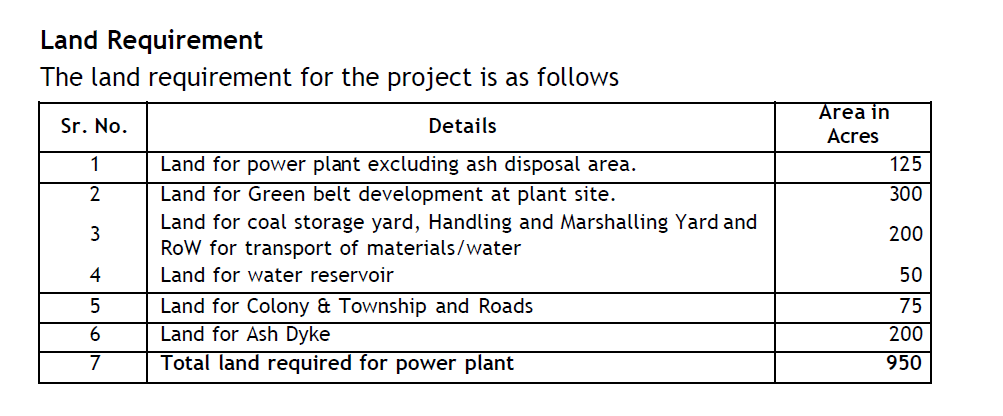 Land Requirement
The land requirement for the project is as follows
Sr. No. Details Area in
Acres
1 Land for power plant excluding ash disposal area. 125
2 Land for Green belt development at plant site. 300
3 Land for coal storage yard, Handling and Marshalling Yard and
RoW for transport of materials/water 200
4 Land for water reservoir 50
5 Land for Colony & Township and Roads 75
6 Land for Ash Dyke 200
7 Total land required for power plant 950